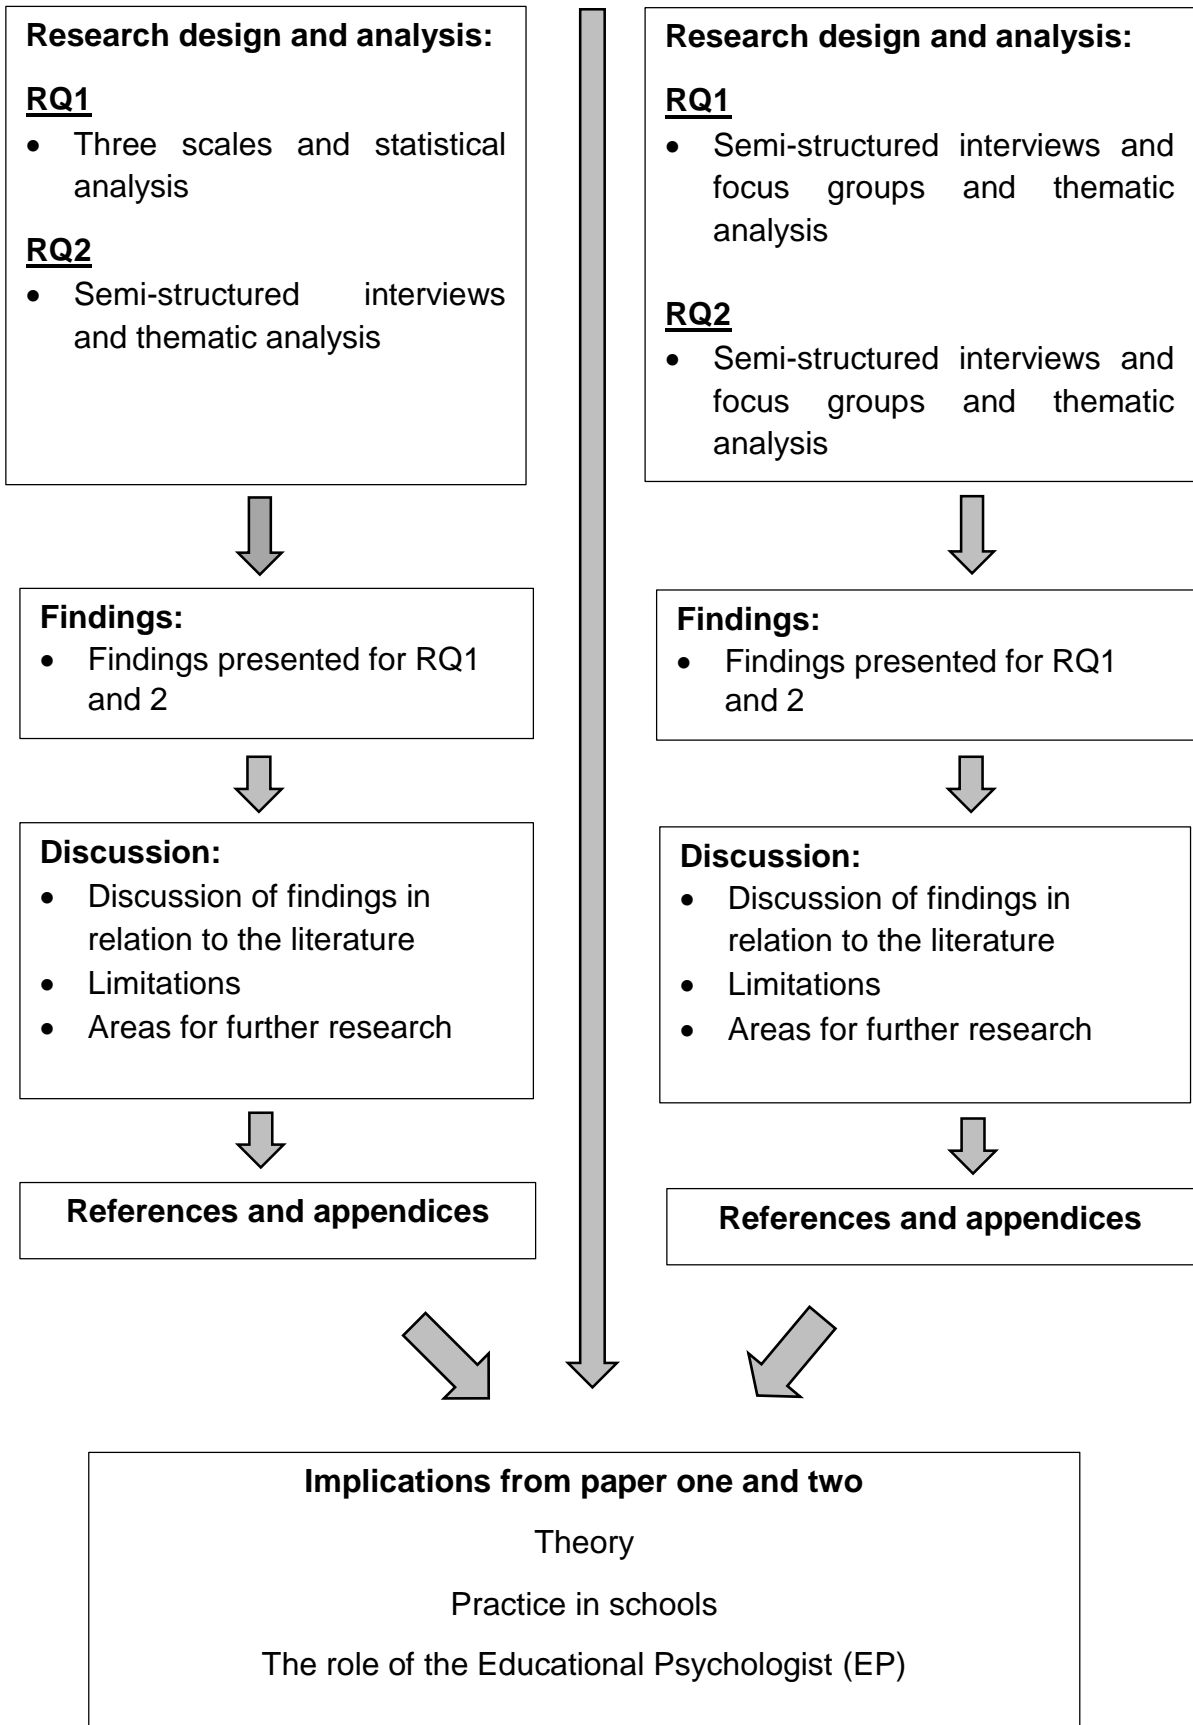 Research design and analysis:
RQ1
• Three scales and statistical
analysis
RQ2
• Semi-structured interviews
and thematic analysis
Findings:
• Findings presented for RQ1
and 2
Discussion:
• Discussion of findings in
relation to the literature
• Limitations
• Areas for further research
References and appendices
Research design and analysis:
RQ1
• Semi-structured interviews and
focus groups and thematic
analysis
RQ2
• Semi-structured interviews and
focus groups and thematic
analysis
Findings:
• Findings presented for RQ1
and 2
Discussion:
• Discussion of findings in
relation to the literature
• Limitations
• Areas for further research
References and appendices
Implications from paper one and two
Theory
Practice in schools
The role of the Educational Psychologist (EP)